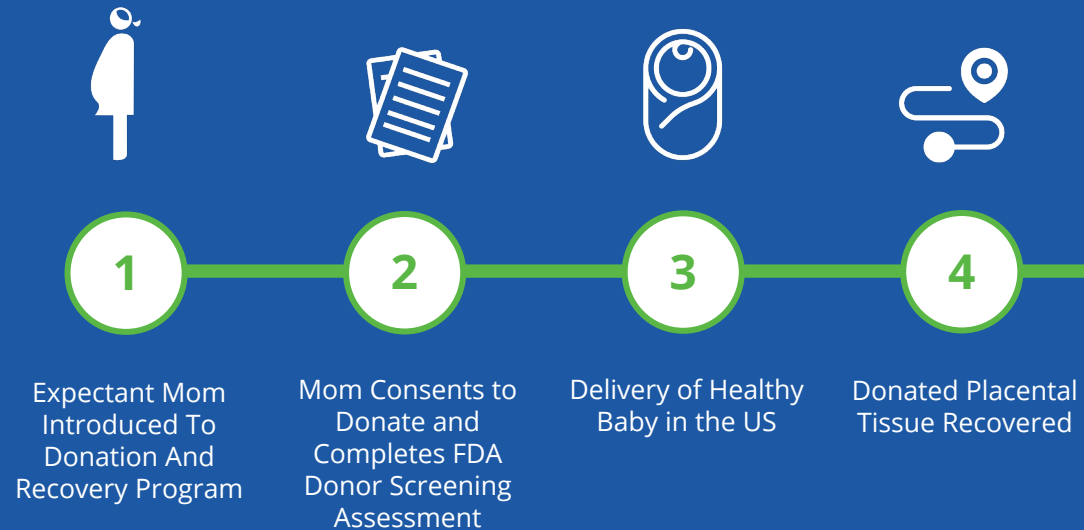 1
2
3
4
Expectant Mom
Introduced To
Donation And
Recovery Program
Mom Consents to
Donate and
Completes FDA
Donor Screening
Assessment
Delivery of Healthy
Baby in the US
Donated Placental
Tissue Recovered